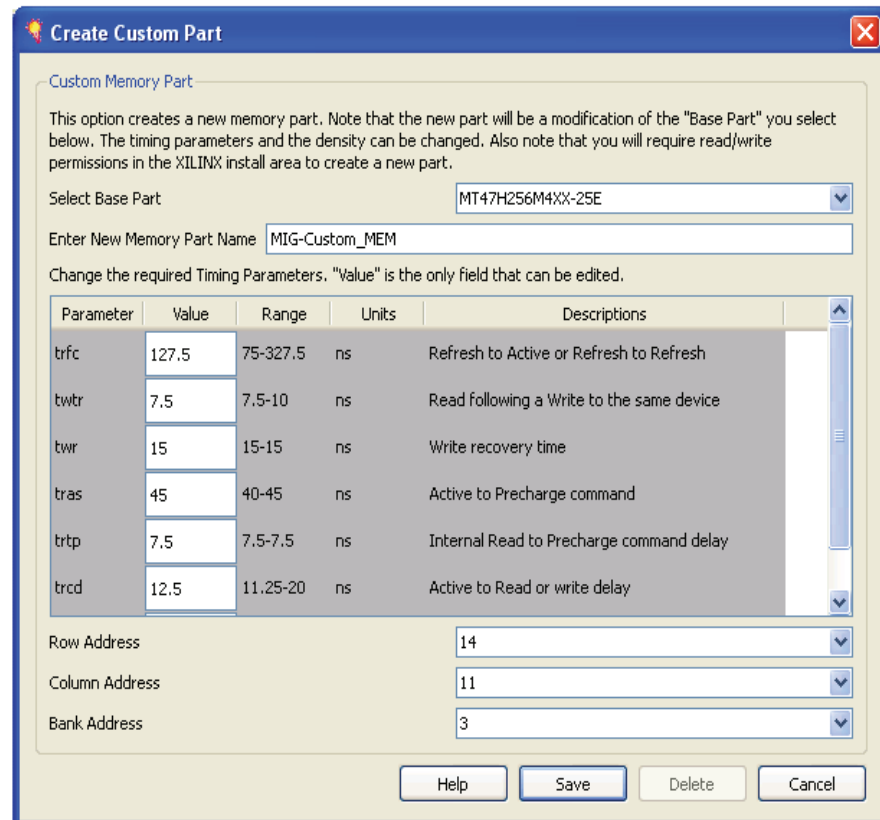 Create Custom Part
Custom Memory Part
This option creates a new memory part. Note that the new part will be a modification of the "Base Part" you select
below. The timing parameters and the density can be changed. Also note that you will require read/write
permissions in the XILINX install area to create a new part.
Select Base Part MT47H256M4XX-25E
Enter New Memory Part Name MIG-Custom_MEM
Change the required Timing Parameters. "Value" is the only field that can be edited.
Parameter Value Range Units Descriptions
trfc 127.5 75-327.5 ns Refresh to Active or Refresh to Refresh
twtr 7.5 7.5-10 ns Read following a Write to the same device
twr 15 15-15 ns Write recovery time
tras 45 40-45 ns Active to Precharge command
trtp 7.5 7.5-7.5 ns Internal Read to Precharge command delay
trcd 12.5 11.25-20 ns Active to Read or write delay
Row Address 14
Column Address 11
Bank Address 3
Help Save Delete Cancel